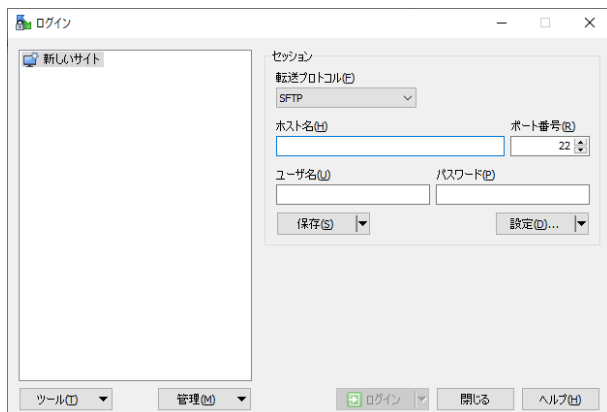 ログイン
新しいサイト
セッション
転送プロトコル(F)
SFTP
ホスト名(H) ポート番号(R)
22
ユーザ名(U) パスワード(P)
保存(S) 設定(D)...
ツール(T) 管理(M) ログイン 閉じる ヘルプ(H)